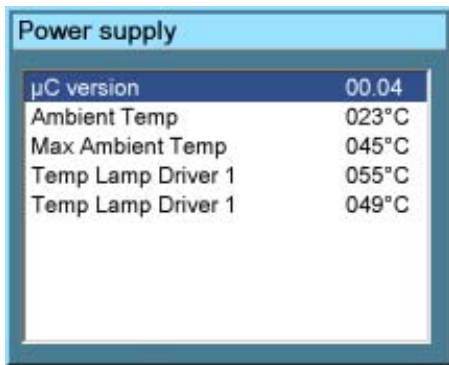 Power supply
µC version 00.04
Ambient Temp 023°C
Max Ambient Temp 045°C
Temp Lamp Driver 1 055°C
Temp Lamp Driver 1 049°C